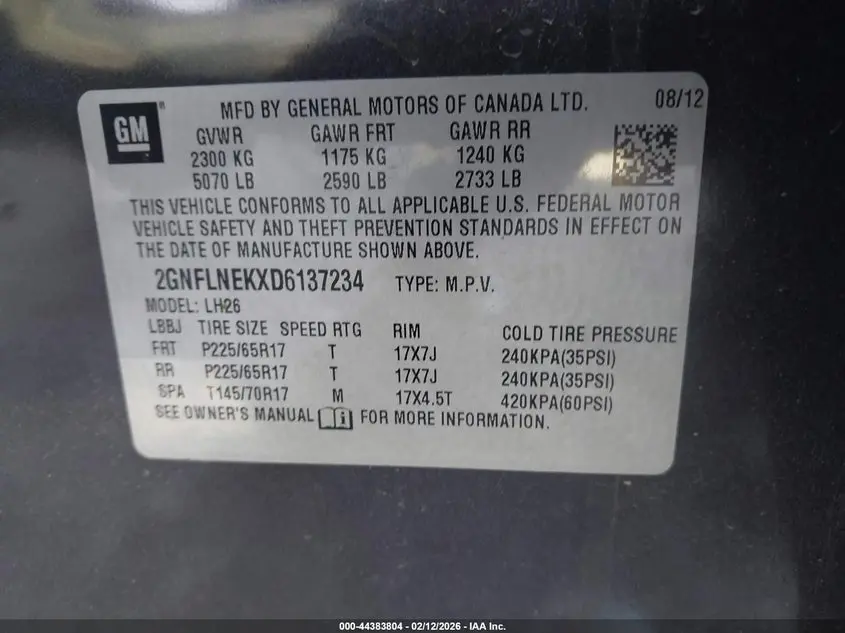 GM
®
MFD BY GENERAL MOTORS OF CANADA LTD. 08/12
GVWR GAWR FRT GAWR RR
2300 KG 1175 KG 1240 KG
5070 LB 2590 LB 2733 LB
THIS VEHICLE CONFORMS TO ALL APPLICABLE U.S. FEDERAL MOTOR
VEHICLE SAFETY AND THEFT PREVENTION STANDARDS IN EFFECT ON
THE DATE OF MANUFACTURE SHOWN ABOVE.
2GNFLNEKXD6137234 TYPE: M.P.V.
MODEL: LH26
LBBJ TIRE SIZE SPEED RTG RIM COLD TIRE PRESSURE
FRT P225/65R17 T 17X7J 240KPA(35PSI)
RR P225/65R17 T 17X7J 240KPA(35PSI)
SPA T145/70R17 M 17X4.5T 420KPA(60PSI)
SEE OWNER'S MANUAL i FOR MORE INFORMATION.
000-44383804 - 02/12/2026 - IAA Inc.